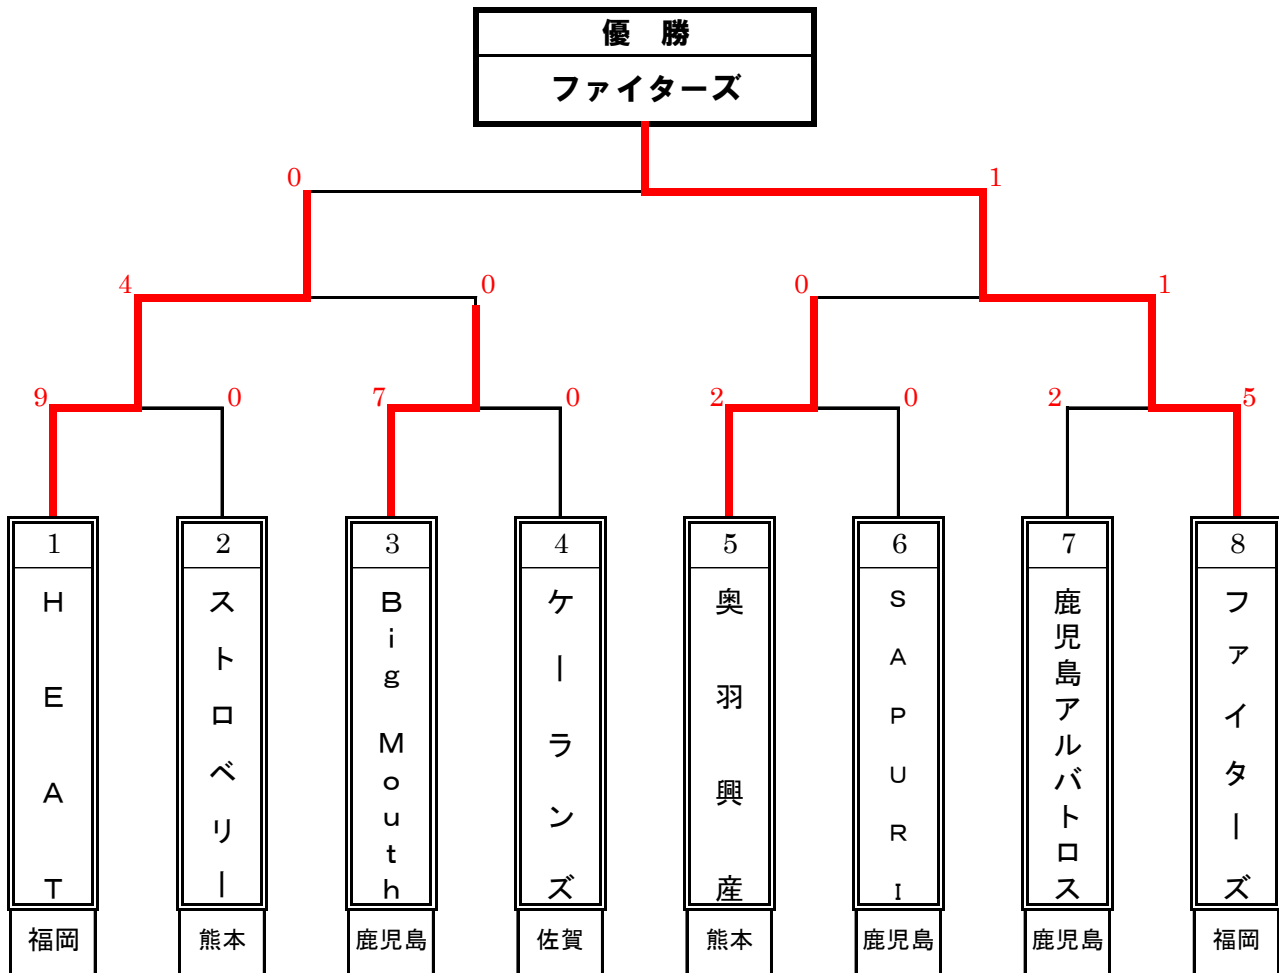 優　勝
ファイターズ
0 1
4 0 0 1
9 0 7 0 2 0 2 5
1 2 3 4 5 6 7 8
HEAT
ストロベリー
Big Mouth
ケーランズ
奥羽興産
SAPURI
鹿児島アルバトロス
ファイターズ
福岡 熊本 鹿児島 佐賀 熊本 鹿児島 鹿児島 福岡